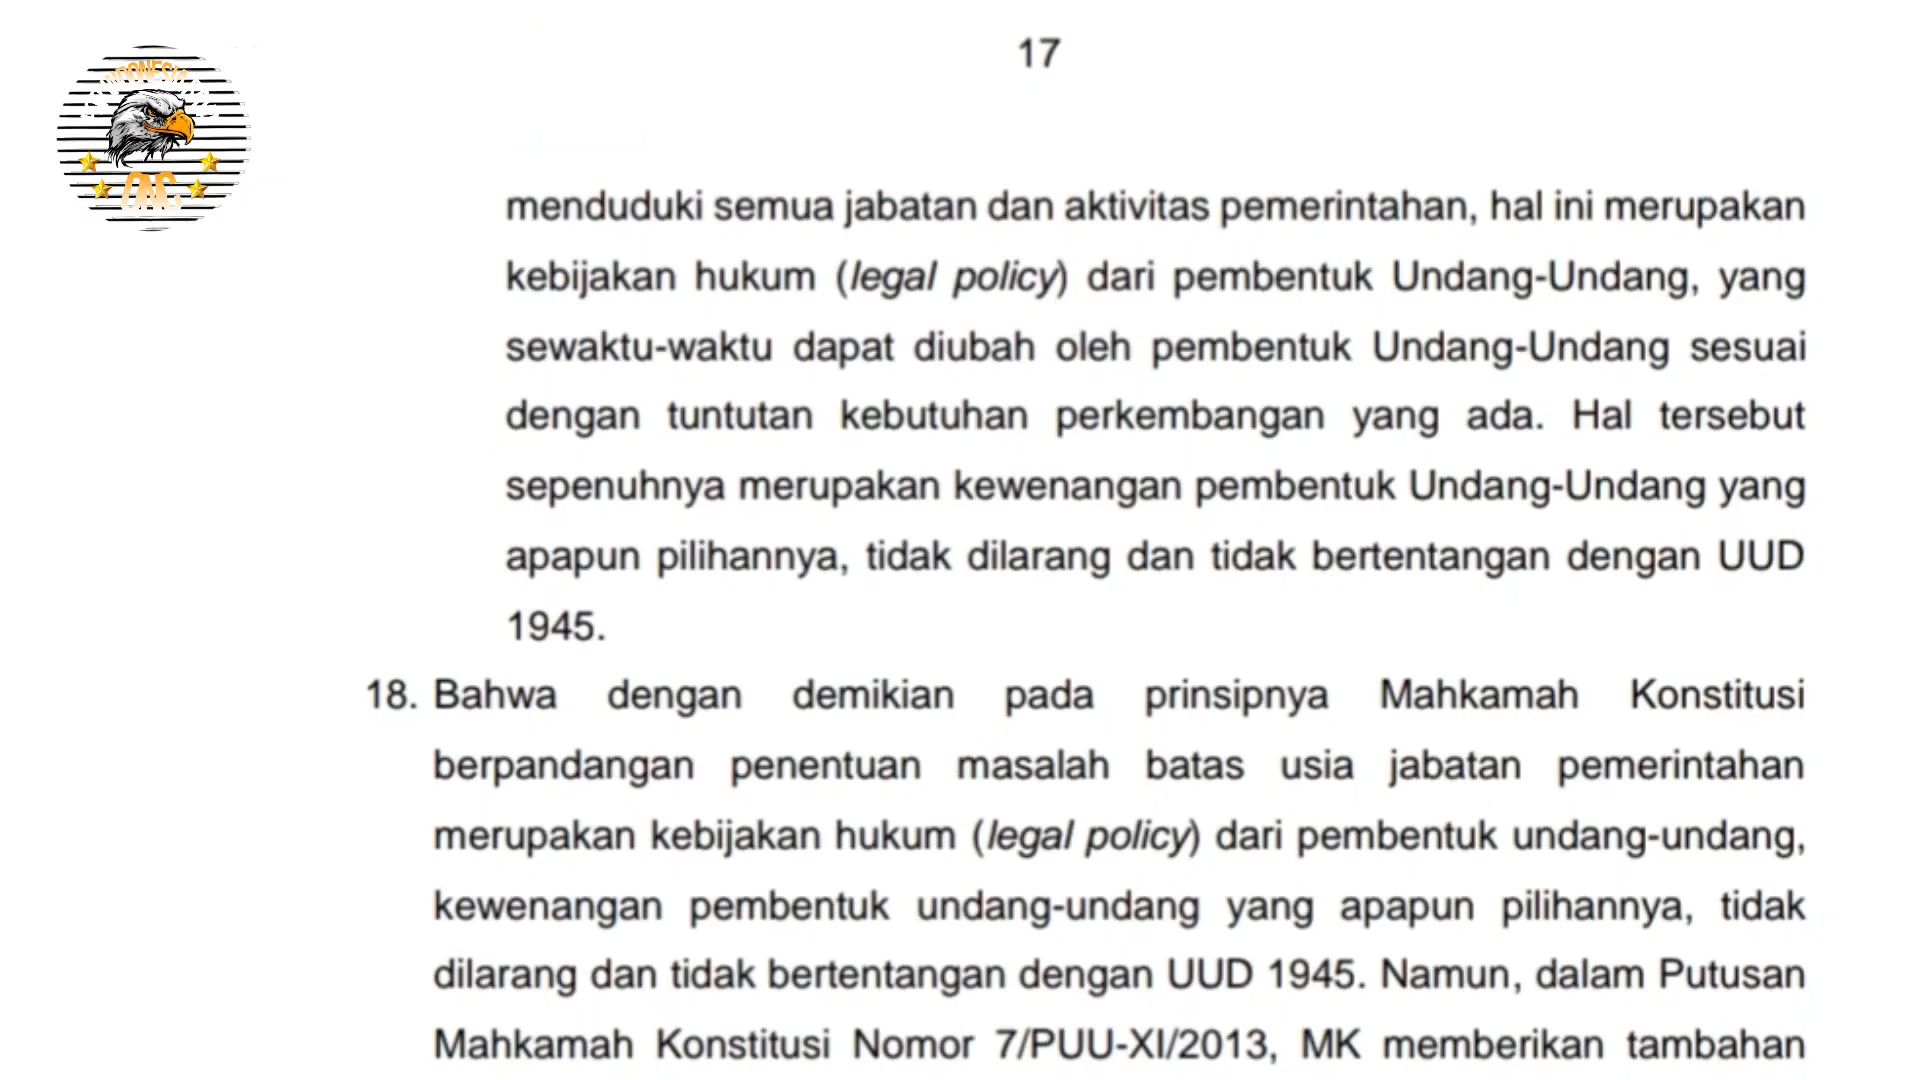 17
menduduki semua jabatan dan aktivitas pemerintahan, hal ini merupakan
kebijakan hukum (legal policy) dari pembentuk Undang-Undang, yang
sewaktu-waktu dapat diubah oleh pembentuk Undang-Undang sesuai
dengan tuntutan kebutuhan perkembangan yang ada. Hal tersebut
sepenuhnya merupakan kewenangan pembentuk Undang-Undang yang
apapun pilihannya, tidak dilarang dan tidak bertentangan dengan UUD
1945.
18. Bahwa dengan demikian pada prinsipnya Mahkamah Konstitusi
berpandangan penentuan masalah batas usia jabatan pemerintahan
merupakan kebijakan hukum (legal policy) dari pembentuk undang-undang,
kewenangan pembentuk undang-undang yang apapun pilihannya, tidak
dilarang dan tidak bertentangan dengan UUD 1945. Namun, dalam Putusan
Mahkamah Konstitusi Nomor 7/PUU-XI/2013, MK memberikan tambahan